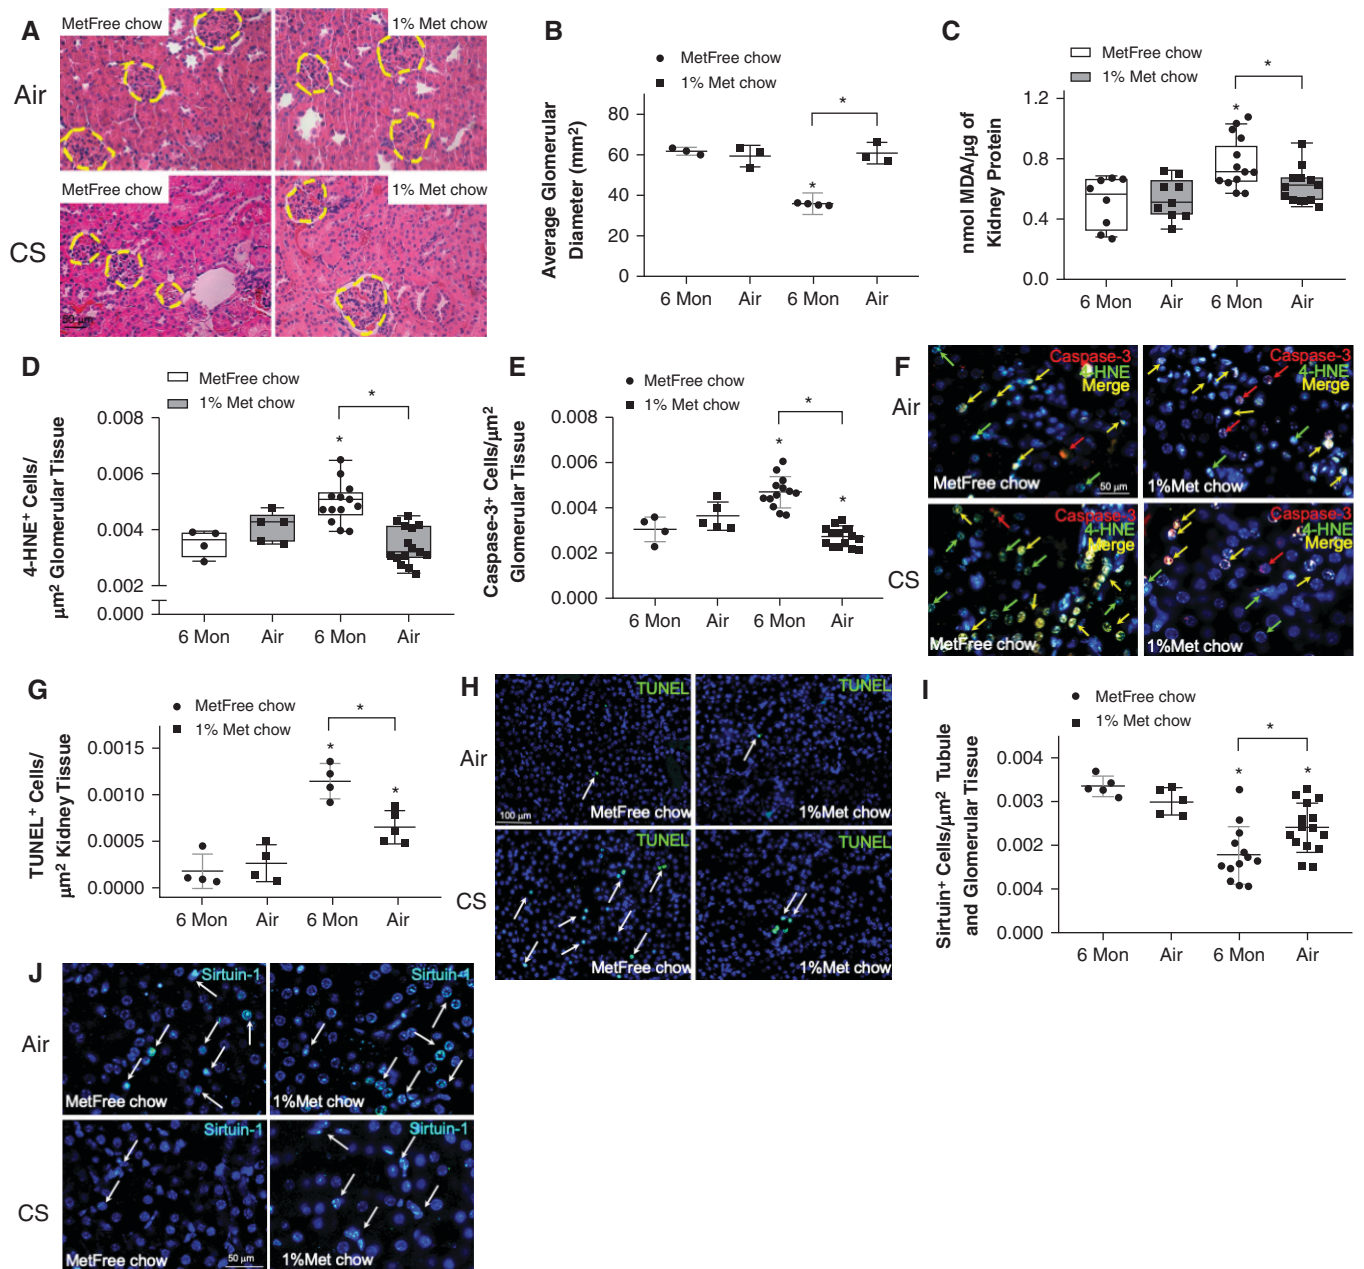 A
MetFree chow
1% Met chow
Air
MetFree chow
1% Met chow
CS
50 μm
B
MetFree chow
1% Met chow
Average Glomerular
Diameter (mm²)
80
60
40
20
0
*
*
6 Mon
Air
6 Mon
Air
C
MetFree chow
1% Met chow
nmol MDA/μg of
Kidney Protein
1.2
0.8
0.4
0.0
*
*
6 Mon
Air
6 Mon
Air
D
MetFree chow
1% Met chow
4-HNE⁺ Cells/
μm² Glomerular Tissue
0.008
0.006
0.004
0.002
0.000
*
*
6 Mon
Air
6 Mon
Air
E
MetFree chow
1% Met chow
Caspase-3⁺ Cells/μm²
Glomerular Tissue
0.008
0.006
0.004
0.002
0.000
*
*
*
6 Mon
Air
6 Mon
Air
F
Air
Caspase-3
4-HNE
Merge
MetFree chow
50 μm
Caspase-3
4-HNE
Merge
1%Met chow
CS
Caspase-3
4-HNE
Merge
MetFree chow
Caspase-3
4-HNE
Merge
1%Met chow
G
MetFree chow
1% Met chow
TUNEL⁺ Cells/
μm² Kidney Tissue
0.0015
0.0010
0.0005
0.0000
*
*
*
6 Mon
Air
6 Mon
Air
H
Air
TUNEL
100 μm
MetFree chow
TUNEL
1%Met chow
CS
TUNEL
MetFree chow
TUNEL
1%Met chow
I
MetFree chow
1% Met chow
Sirtuin⁺ Cells/μm² Tubule
and Glomerular Tissue
0.004
0.003
0.002
0.004
0.000
*
*
*
6 Mon
Air
6 Mon
Air
J
Air
Sirtuin-1
MetFree chow
Sirtuin-1
1%Met chow
CS
Sirtuin-1
MetFree chow
50 μm
Sirtuin-1
1%Met chow